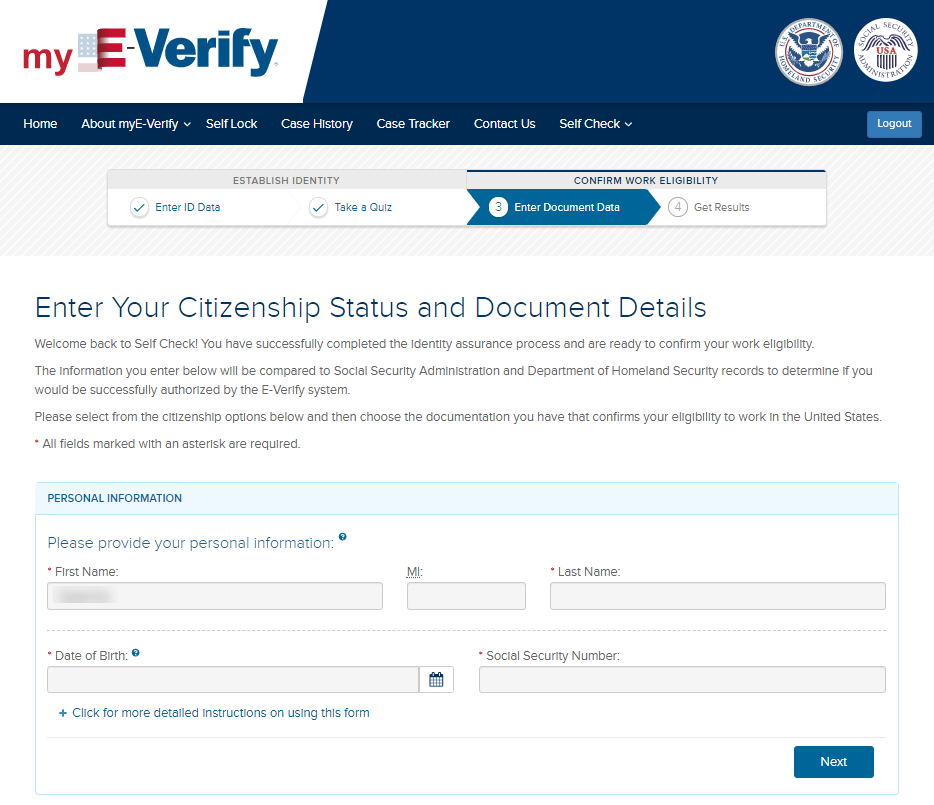 my E-Verify
U.S. DEPARTMENT OF HOMELAND SECURITY
SOCIAL SECURITY ADMINISTRATION
USA
Home About myE-Verify Self Lock Case History Case Tracker Contact Us Self Check Logout
ESTABLISH IDENTITY CONFIRM WORK ELIGIBILITY
Enter ID Data Take a Quiz 3 Enter Document Data 4 Get Results
Enter Your Citizenship Status and Document Details
Welcome back to Self Check! You have successfully completed the identity assurance process and are ready to confirm your work eligibility.
The information you enter below will be compared to Social Security Administration and Department of Homeland Security records to determine if you
would be successfully authorized by the E-Verify system.
Please select from the citizenship options below and then choose the documentation you have that confirms your eligibility to work in the United States.
* All fields marked with an asterisk are required.
PERSONAL INFORMATION
Please provide your personal information: ?
* First Name: MI: * Last Name:
* Date of Birth: ? * Social Security Number:
+ Click for more detailed instructions on using this form
Next